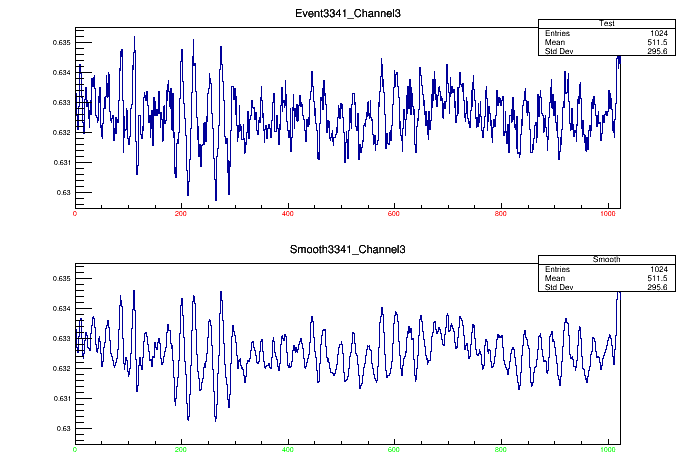 Event3341_Channel3
Test
Entries 1024
Mean 511.5
Std Dev 295.6
0.635
0.634
0.633
0.632
0.631
0.63
0 200 400 600 800 1000
Smooth3341_Channel3
Smooth
Entries 1024
Mean 511.5
Std Dev 295.6
0.635
0.634
0.633
0.632
0.631
0.63
0 200 400 600 800 1000